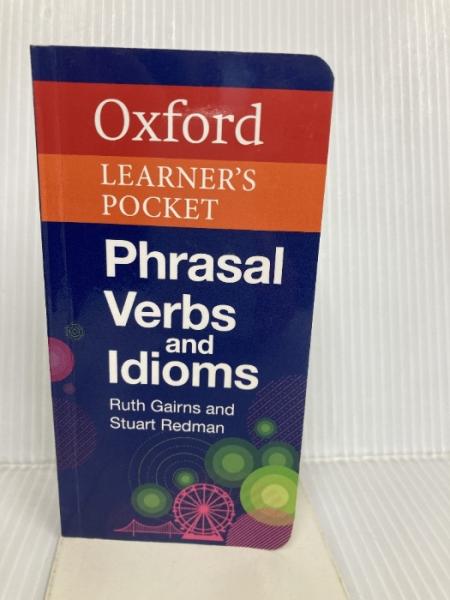 Oxford
LEARNER'S
POCKET
Phrasal
Verbs
and
Idioms
Ruth Gairns and
Stuart Redman